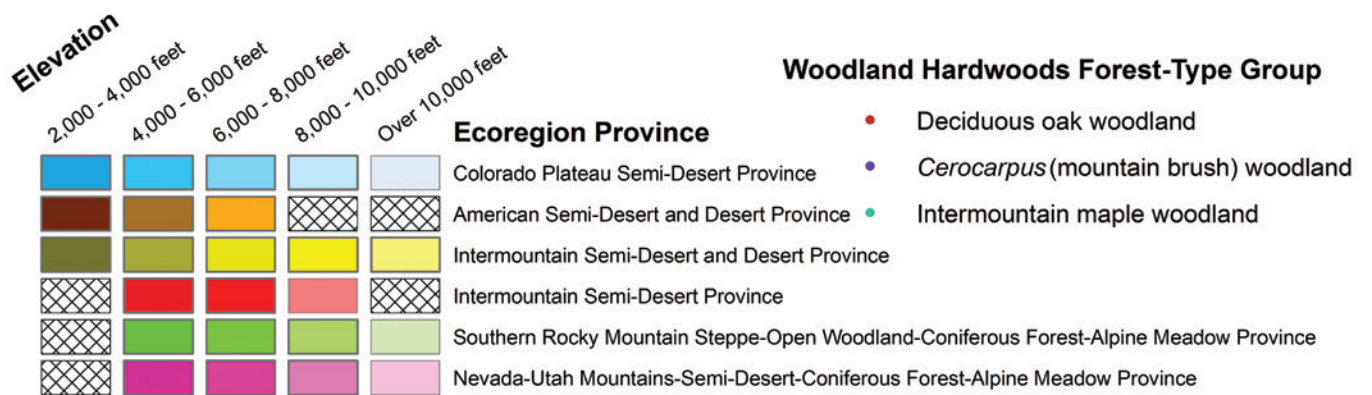 Elevation
2,000 - 4,000 feet
4,000 - 6,000 feet
6,000 - 8,000 feet
8,000 - 10,000 feet
Over 10,000 feet
Ecoregion Province
Colorado Plateau Semi-Desert Province
American Semi-Desert and Desert Province
Intermountain Semi-Desert and Desert Province
Intermountain Semi-Desert Province
Southern Rocky Mountain Steppe-Open Woodland-Coniferous Forest-Alpine Meadow Province
Nevada-Utah Mountains-Semi-Desert-Coniferous Forest-Alpine Meadow Province
Woodland Hardwoods Forest-Type Group
Deciduous oak woodland
Cerocarpus (mountain brush) woodland
Intermountain maple woodland